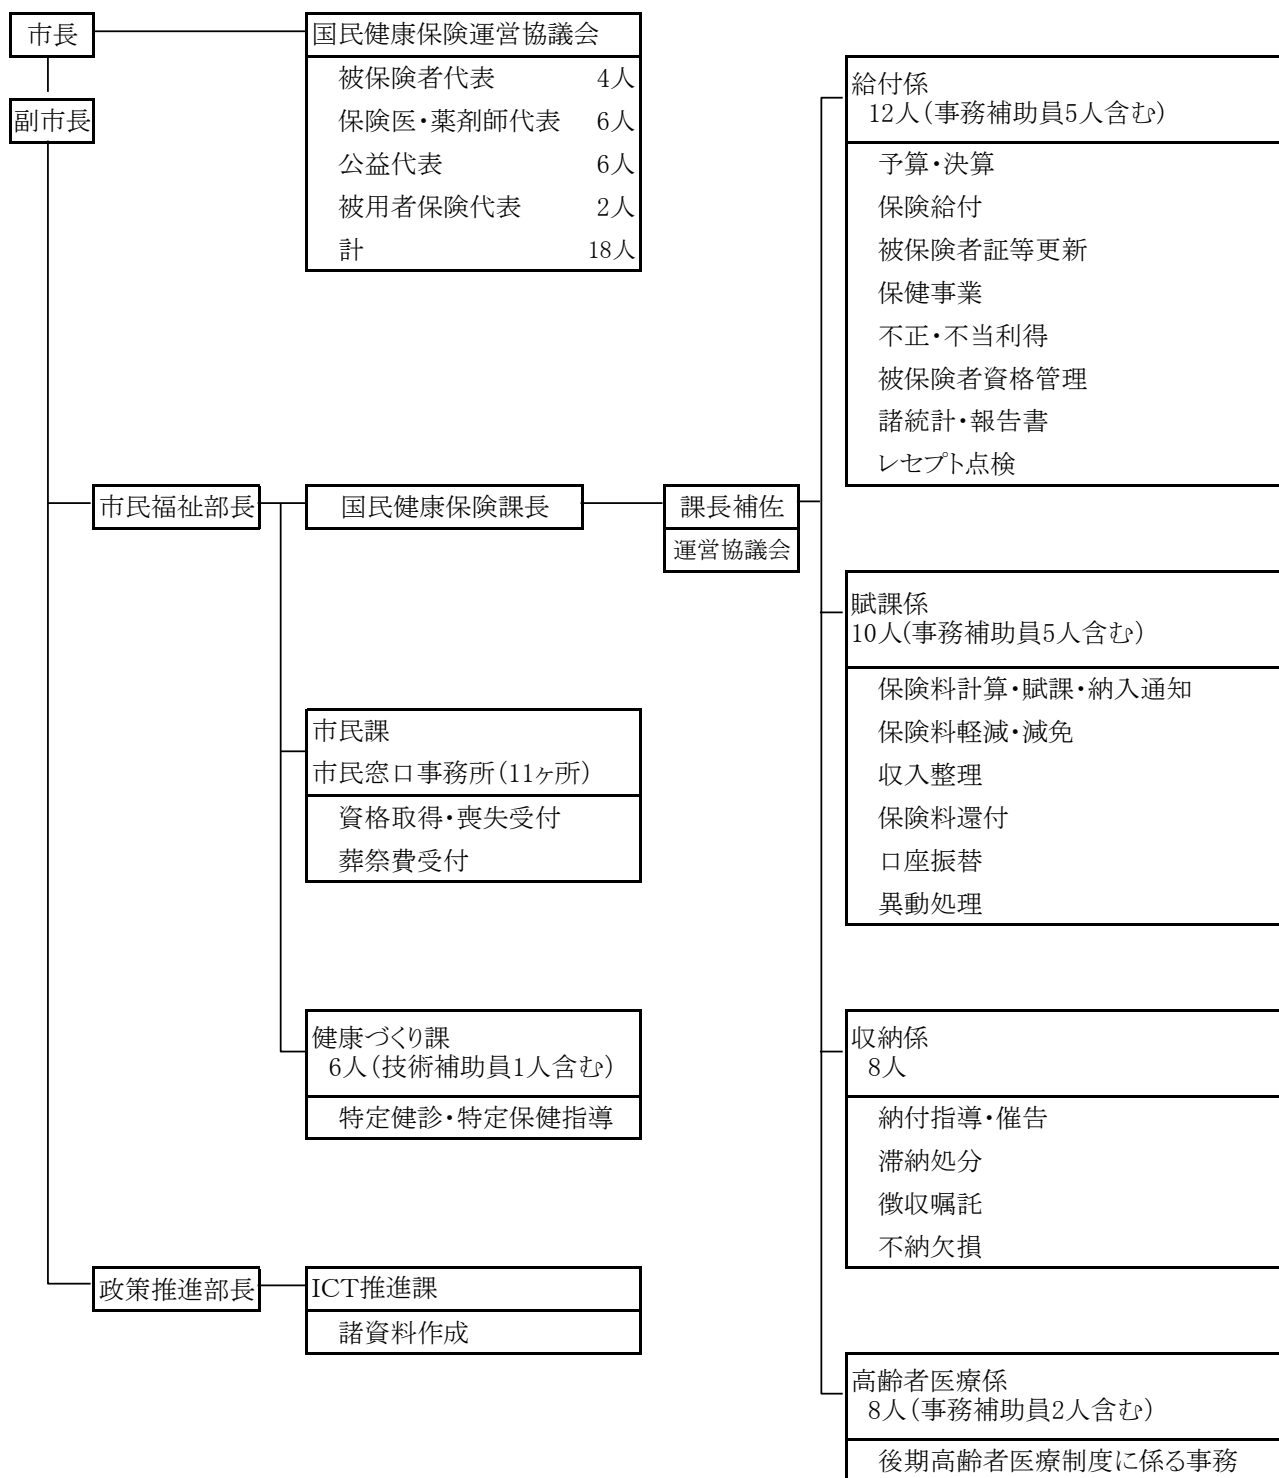 市長
副市長
国民健康保険運営協議会
被保険者代表 4人
保険医・薬剤師代表 6人
公益代表 6人
被用者保険代表 2人
計 18人
市民福祉部長
国民健康保険課長
課長補佐
運営協議会
市民課
市民窓口事務所(11ヶ所)
資格取得・喪失受付
葬祭費受付
健康づくり課
6人(技術補助員1人含む)
特定健診・特定保健指導
政策推進部長
ICT推進課
諸資料作成
給付係
12人(事務補助員5人含む)
予算・決算
保険給付
被保険者証等更新
保健事業
不正・不当利得
被保険者資格管理
諸統計・報告書
レセプト点検
賦課係
10人(事務補助員5人含む)
保険料計算・賦課・納入通知
保険料軽減・減免
収入整理
保険料還付
口座振替
異動処理
収納係
8人
納付指導・催告
滞納処分
徴収嘱託
不納欠損
高齢者医療係
8人(事務補助員2人含む)
後期高齢者医療制度に係る事務